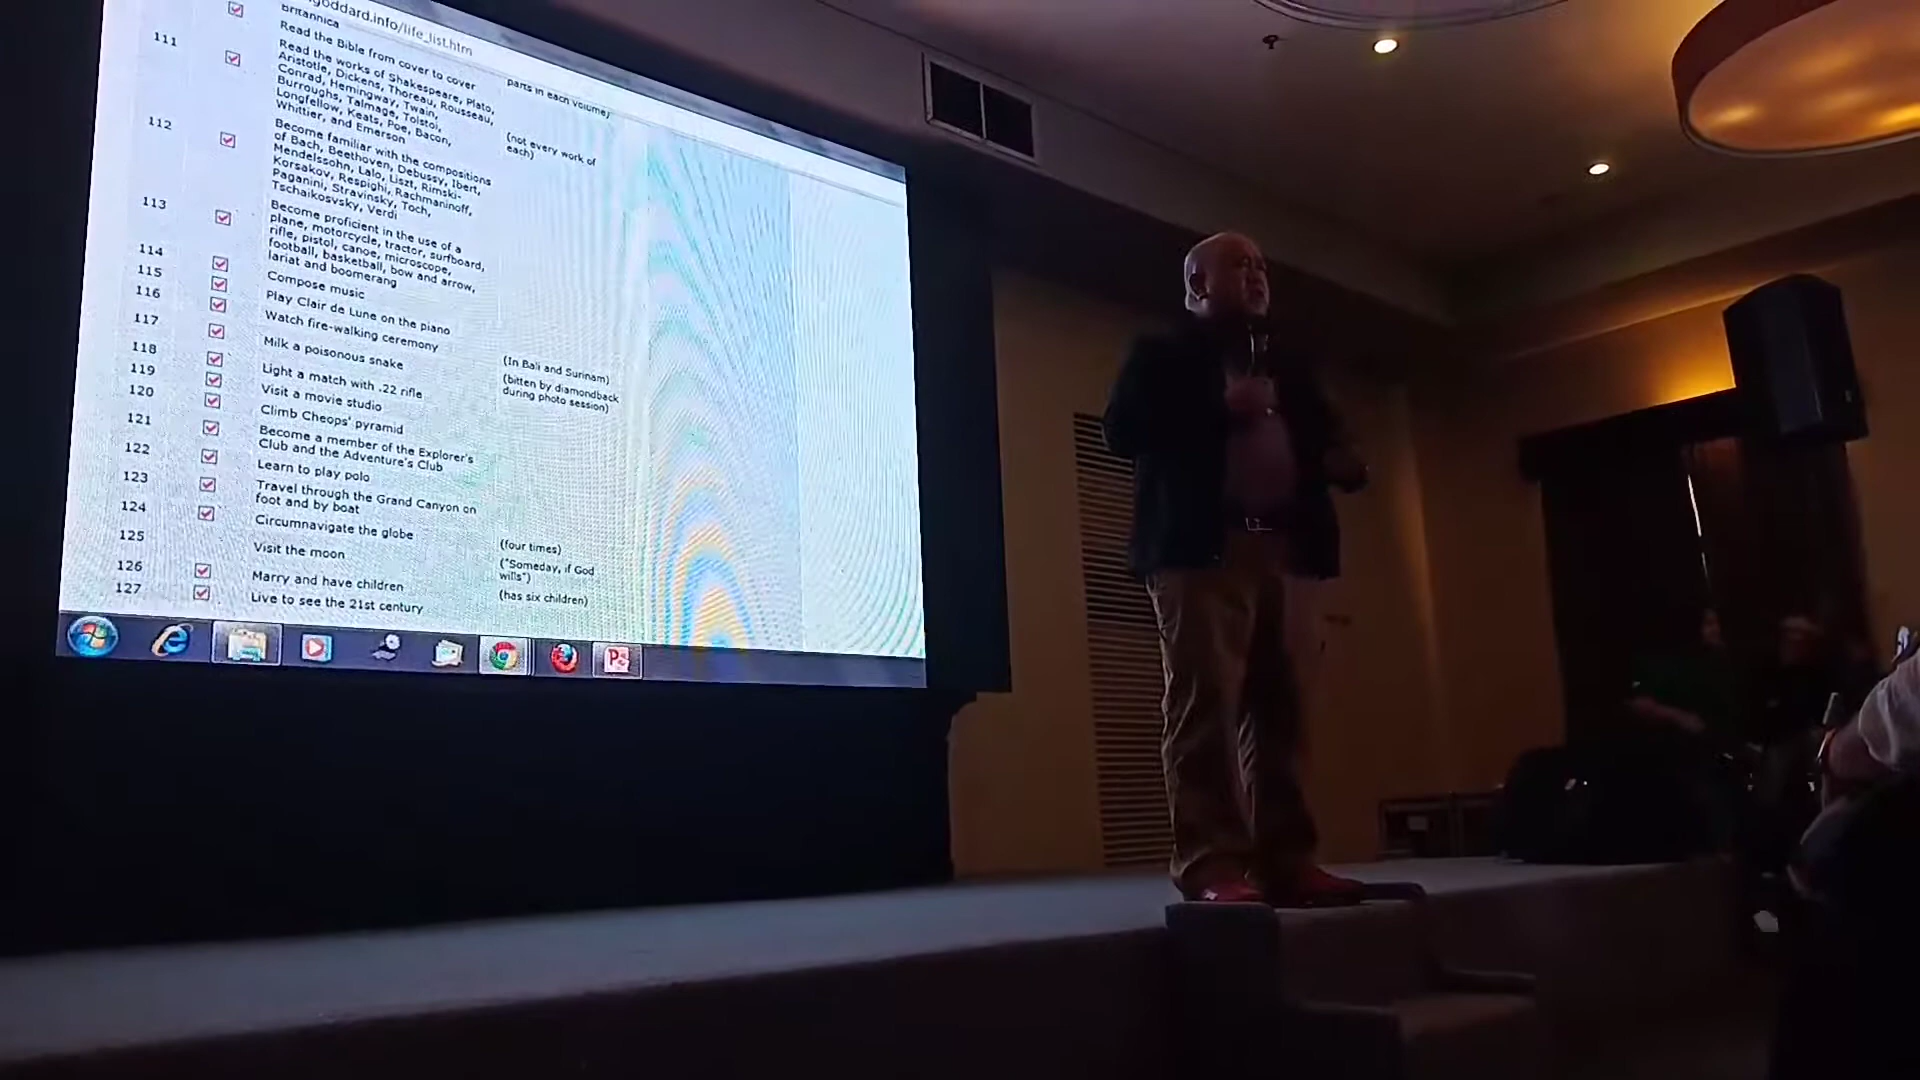 goddard.info/life_list.htm
Britannica
parts in each volume)
Read the Bible from cover to cover
111
Read the works of Shakespeare, Plato,
Aristotle, Dickens, Thoreau, Rousseau,
Conrad, Hemingway, Twain,
Burroughs, Talmage, Tolstoi,
Longfellow, Keats, Poe, Bacon,
Whittier, and Emerson
(not every work of
each)
112
Become familiar with the compositions
of Bach, Beethoven, Debussy, Ibert,
Mendelssohn, Lalo, Liszt, Rimski-
Korsakov, Respighi, Rachmaninoff,
Paganini, Stravinsky, Toch,
Tschaikosvsky, Verdi
113
Become proficient in the use of a
plane, motorcycle, tractor, surfboard,
rifle, pistol, canoe, microscope,
football, basketball, bow and arrow,
lariat and boomerang
114
Compose music
115
Play Clair de Lune on the piano
116
Watch fire-walking ceremony
(In Bali and Surinam)
117
Milk a poisonous snake
(bitten by diamondback
during photo session)
118
Light a match with .22 rifle
119
Visit a movie studio
120
Climb Cheops' pyramid
121
Become a member of the Explorer's
Club and the Adventure's Club
122
Learn to play polo
123
Travel through the Grand Canyon on
foot and by boat
124
Circumnavigate the globe
(four times)
125
Visit the moon
("Someday, if God
wills")
126
Marry and have children
(has six children)
127
Live to see the 21st century